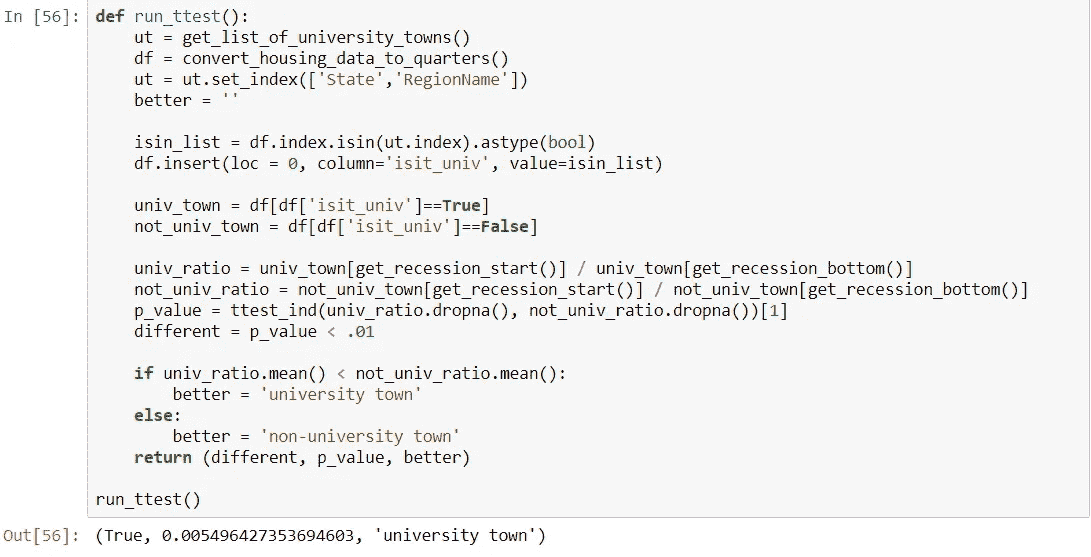 In [56]: def run_ttest():
    ut = get_list_of_university_towns()
    df = convert_housing_data_to_quarters()
    ut = ut.set_index(['State','RegionName'])
    better = ''

    isin_list = df.index.isin(ut.index).astype(bool)
    df.insert(loc = 0, column='isit_univ', value=isin_list)

    univ_town = df[df['isit_univ']==True]
    not_univ_town = df[df['isit_univ']==False]

    univ_ratio = univ_town[get_recession_start()] / univ_town[get_recession_bottom()]
    not_univ_ratio = not_univ_town[get_recession_start()] / not_univ_town[get_recession_bottom()]
    p_value = ttest_ind(univ_ratio.dropna(), not_univ_ratio.dropna())[1]
    different = p_value < .01

    if univ_ratio.mean() < not_univ_ratio.mean():
        better = 'university town'
    else:
        better = 'non-university town'
    return (different, p_value, better)

run_ttest()
Out[56]: (True, 0.005496427353694603, 'university town')